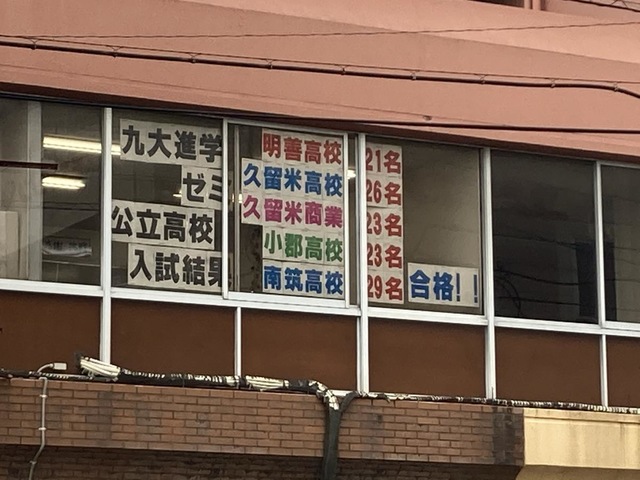 九大進学
ゼミ
公立高校
入試結果
明善高校 21名
久留米高校 26名
久留米商業 23名
小郡高校 23名
南筑高校 29名
合格!!